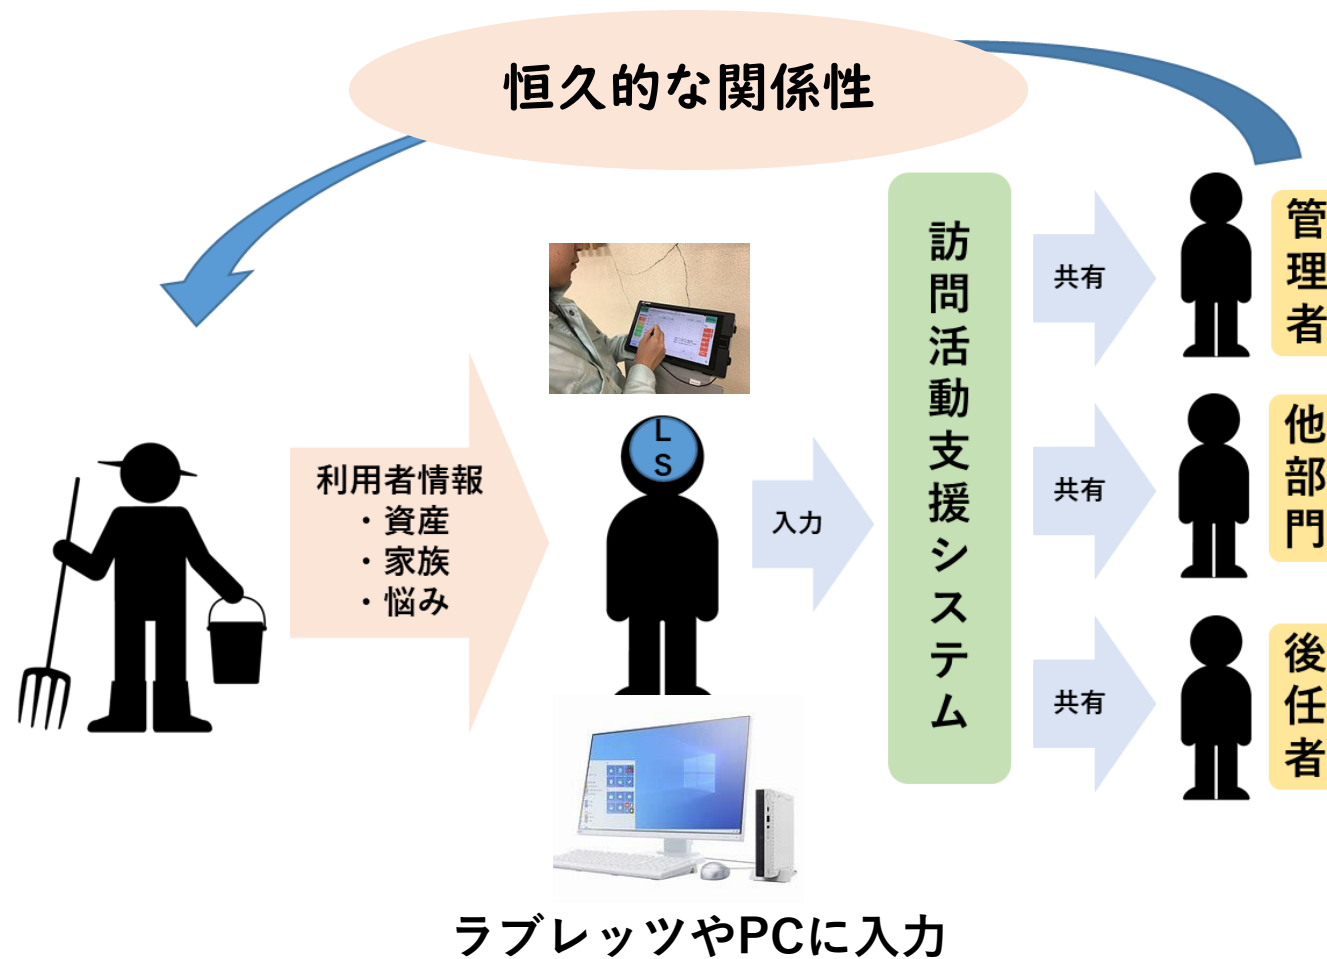 恒久的な関係性
利用者情報
・資産
・家族
・悩み
LS
入力
訪問活動支援システム
共有
管理者
共有
他部門
共有
後任者
ラブレッツやPCに入力